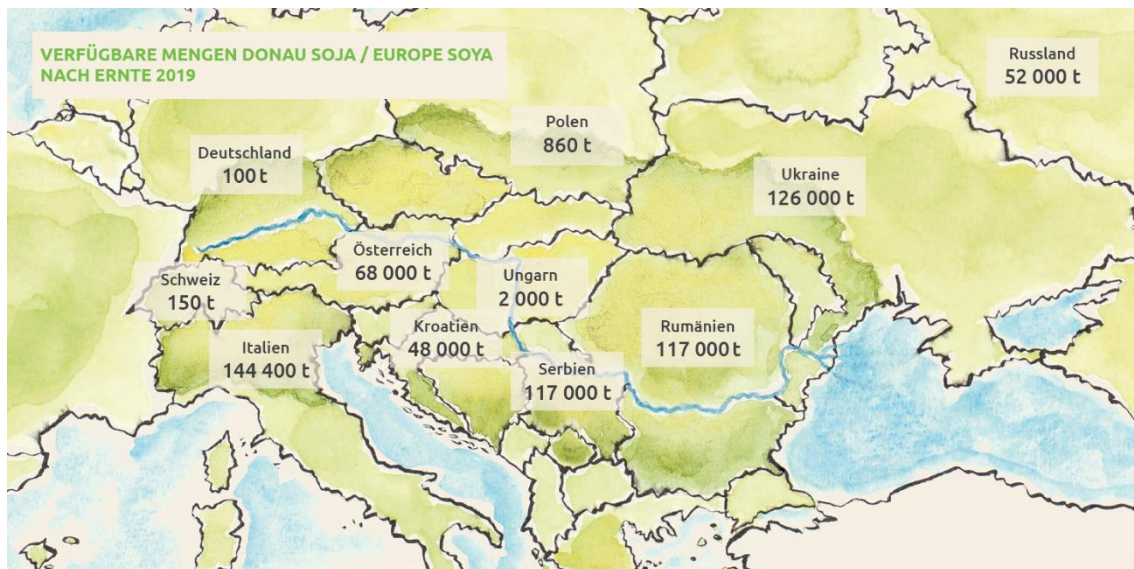 VERFÜGBARE MENGEN DONAU SOJA / EUROPE SOYA
NACH ERNTE 2019
Russland
52 000 t
Polen
860 t
Deutschland
100 t
Ukraine
126 000 t
Österreich
68 000 t
Schweiz
150 t
Ungarn
2 000 t
Kroatien
48 000 t
Rumänien
117 000 t
Italien
144 400 t
Serbien
117 000 t